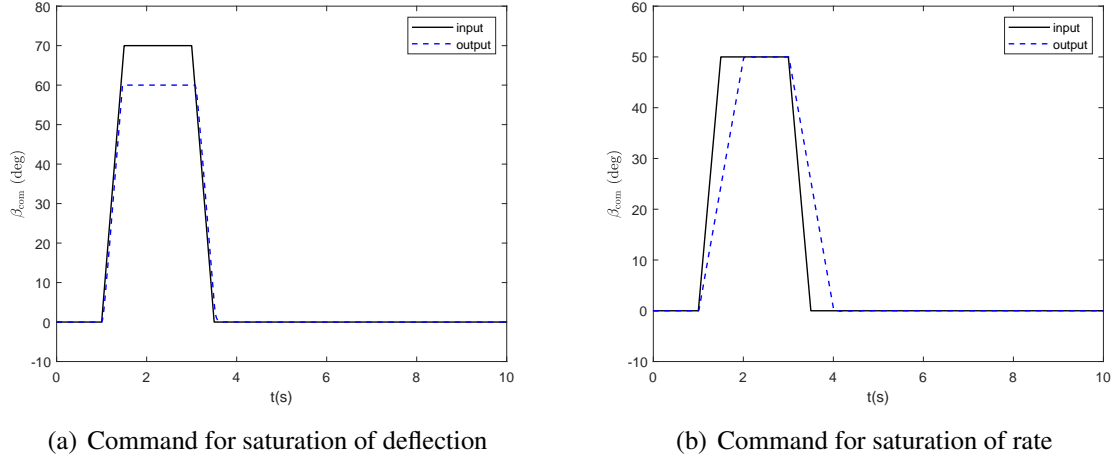 input
output
70
60
50
40
30
20
10
0
-10
β_com (deg)
0 2 4 6 8 10
t(s)
(a) Command for saturation of deflection
input
output
60
50
40
30
20
10
0
-10
β_com (deg)
0 2 4 6 8 10
t(s)
(b) Command for saturation of rate
80